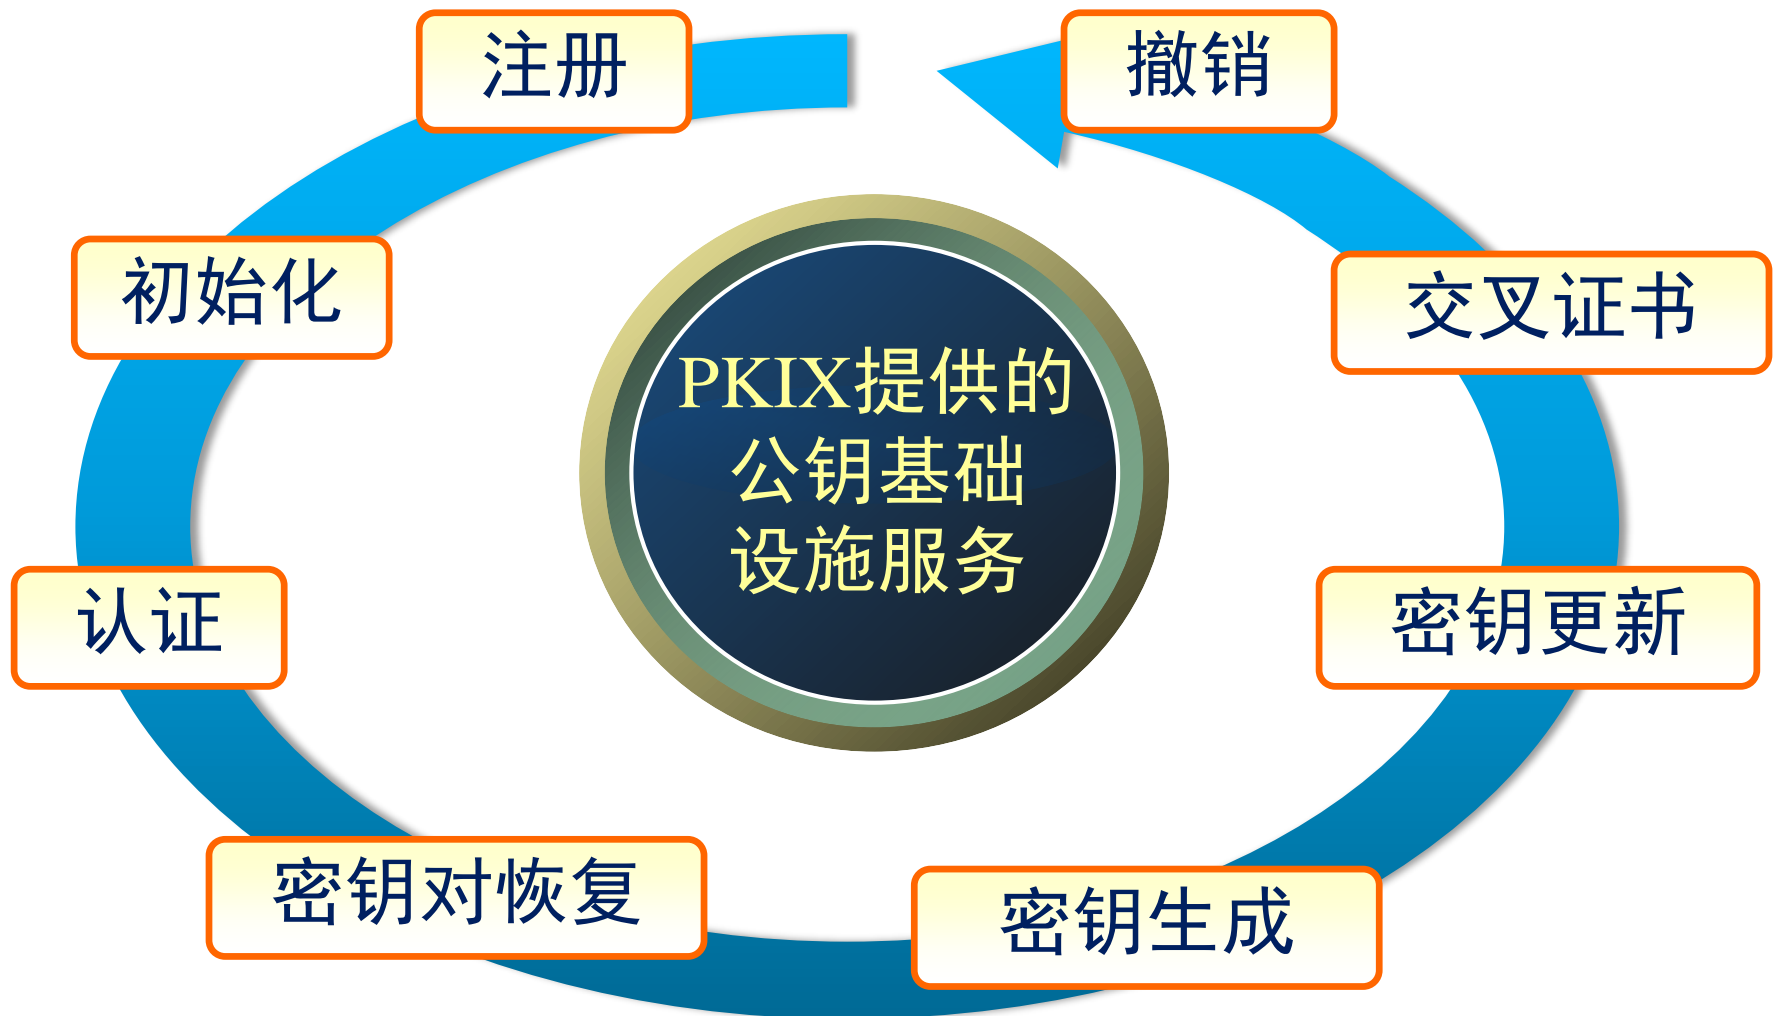 注册
撤销
初始化
交叉证书
PKIX提供的
公钥基础
设施服务
认证
密钥更新
密钥对恢复
密钥生成